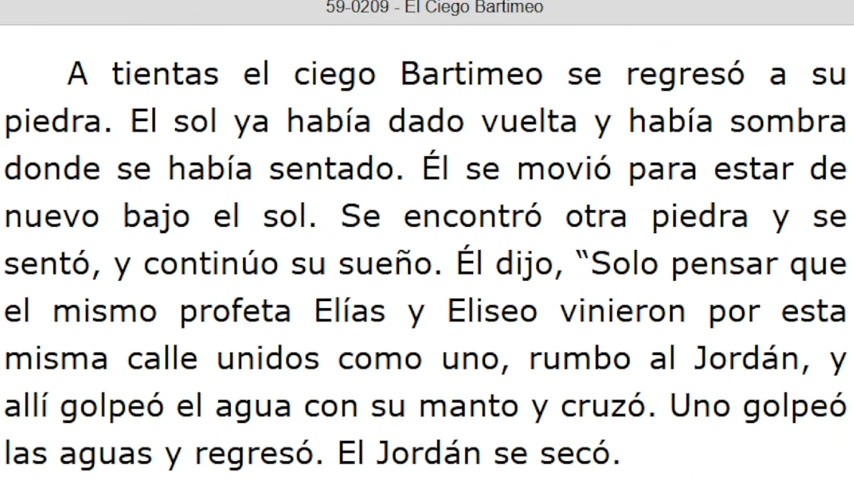 59-0209 - El Ciego Bartimeo
A tientas el ciego Bartimeo se regresó a su
piedra. El sol ya había dado vuelta y había sombra
donde se había sentado. Él se movió para estar de
nuevo bajo el sol. Se encontró otra piedra y se
sentó, y continúo su sueño. Él dijo, “Solo pensar que
el mismo profeta Elías y Eliseo vinieron por esta
misma calle unidos como uno, rumbo al Jordán, y
allí golpeó el agua con su manto y cruzó. Uno golpeó
las aguas y regresó. El Jordán se secó.